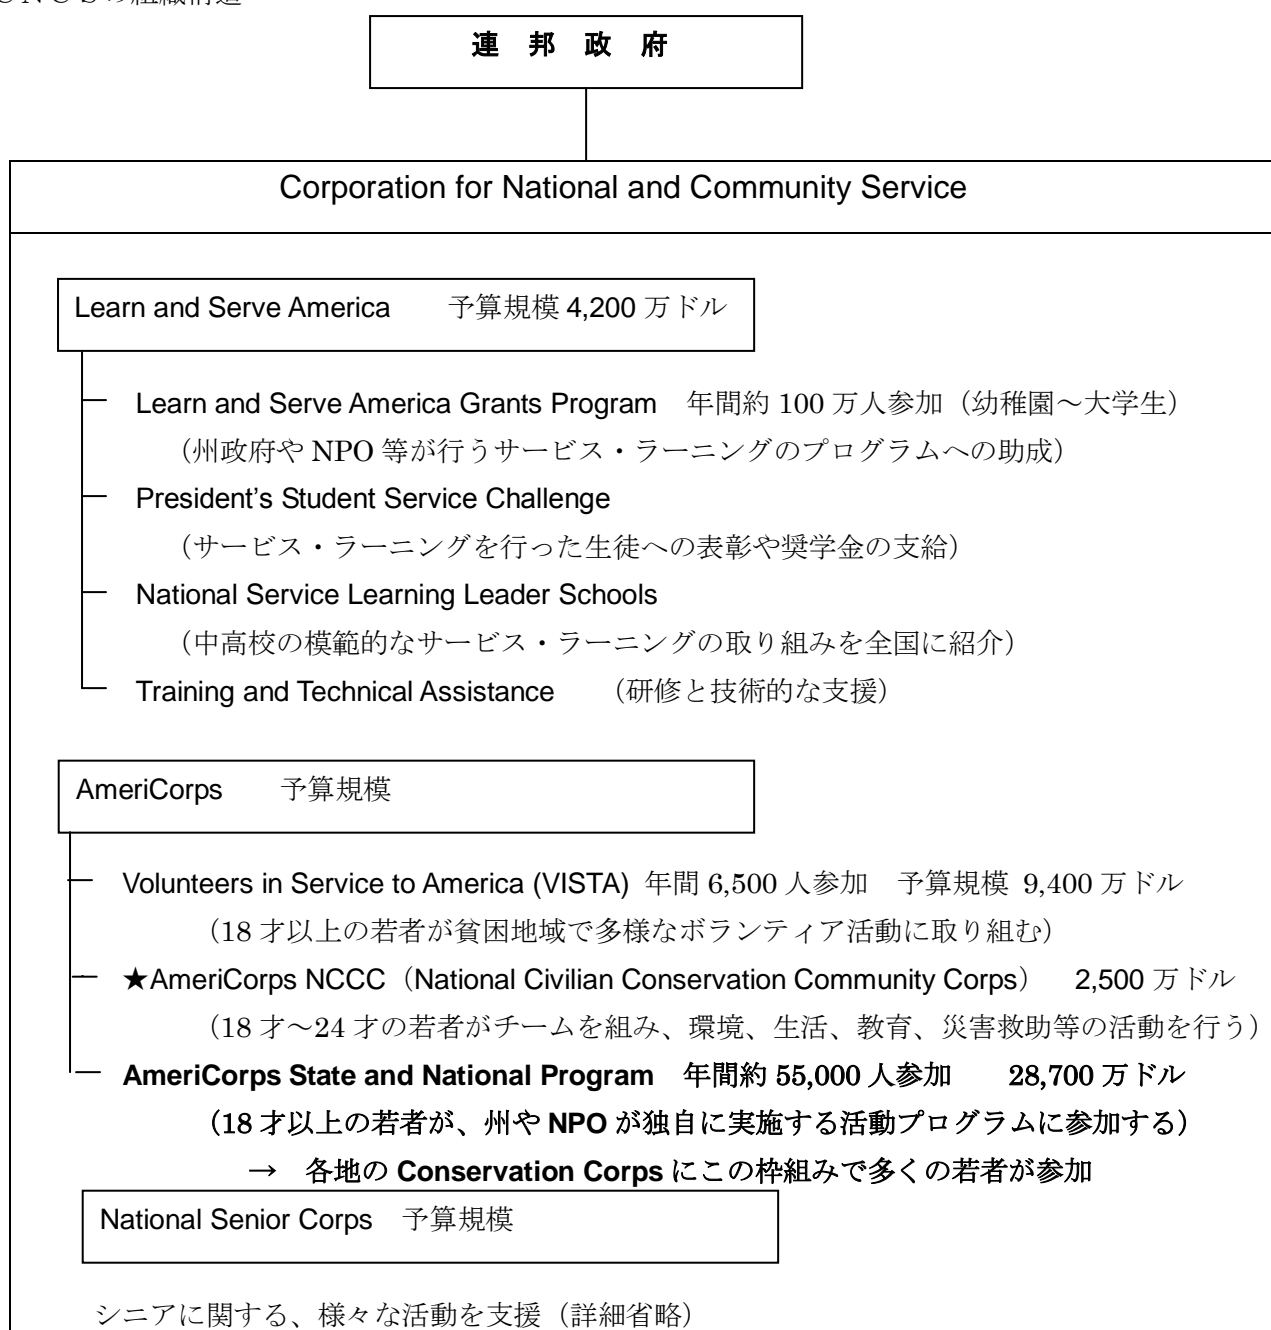 の組織構造
連 邦 政 府
Corporation for National and Community Service
Learn and Serve America 予算規模 4,200 万ドル
Learn and Serve America Grants Program 年間約 100 万人参加（幼稚園～大学生）
（州政府や NPO 等が行うサービス・ラーニングのプログラムへの助成）
President’s Student Service Challenge
（サービス・ラーニングを行った生徒への表彰や奨学金の支給）
National Service Learning Leader Schools
（中高校の模範的なサービス・ラーニングの取り組みを全国に紹介）
Training and Technical Assistance （研修と技術的な支援）
AmeriCorps 予算規模
Volunteers in Service to America (VISTA) 年間 6,500 人参加 予算規模 9,400 万ドル
（18 才以上の若者が貧困地域で多様なボランティア活動に取り組む）
★AmeriCorps NCCC（National Civilian Conservation Community Corps） 2,500 万ドル
（18 才～24 才の若者がチームを組み、環境、生活、教育、災害救助等の活動を行う）
AmeriCorps State and National Program 年間約 55,000 人参加 28,700 万ドル
（18 才以上の若者が、州や NPO が独自に実施する活動プログラムに参加する）
→ 各地の Conservation Corps にこの枠組みで多くの若者が参加
National Senior Corps 予算規模
シニアに関する、様々な活動を支援（詳細省略）